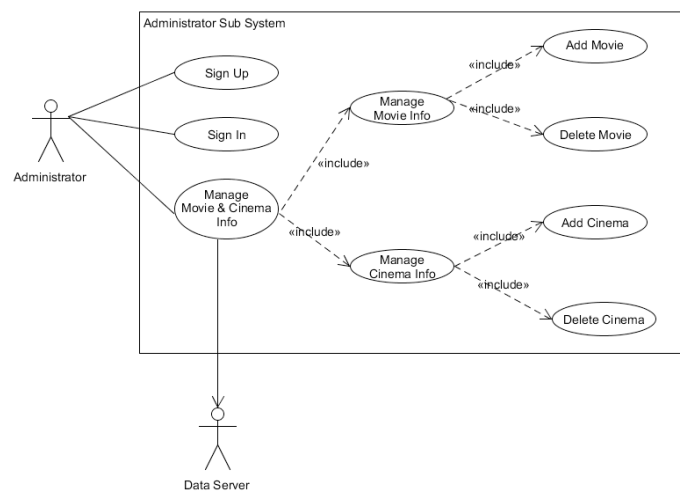 Administrator Sub System
Add Movie
«include»
Sign Up
Manage
Movie Info
«include»
Sign In
Delete Movie
Administrator
«include»
Manage
Movie & Cinema
Info
Add Cinema
«include»
«include»
Manage
Cinema Info
«include»
Delete Cinema
Data Server